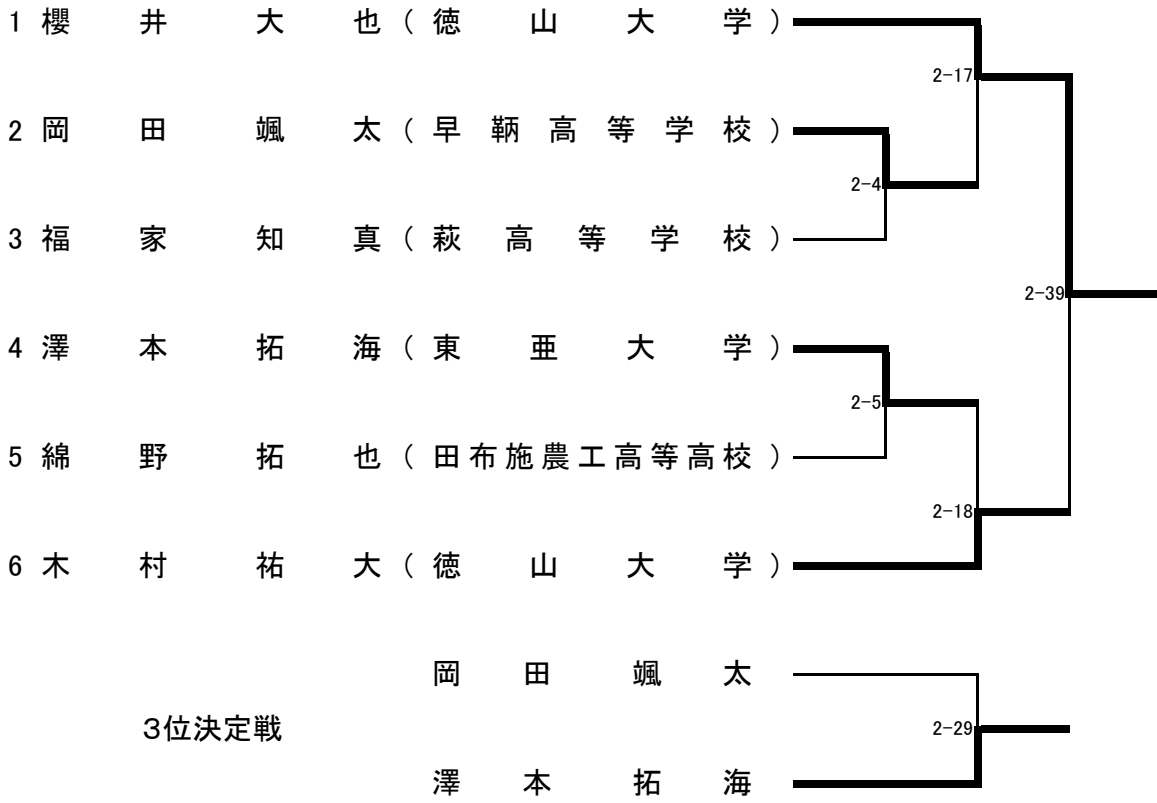 1 櫻井大也(徳山大学)
2-17
2 岡田颯太(早鞆高等学校)
2-4
3 福家知真(萩高等学校)
2-39
4 澤本拓海(東亜大学)
2-5
5 綿野拓也(田布施農工高等高校)
2-18
6 木村祐大(徳山大学)
岡田颯太
3位決定戦
2-29
澤本拓海